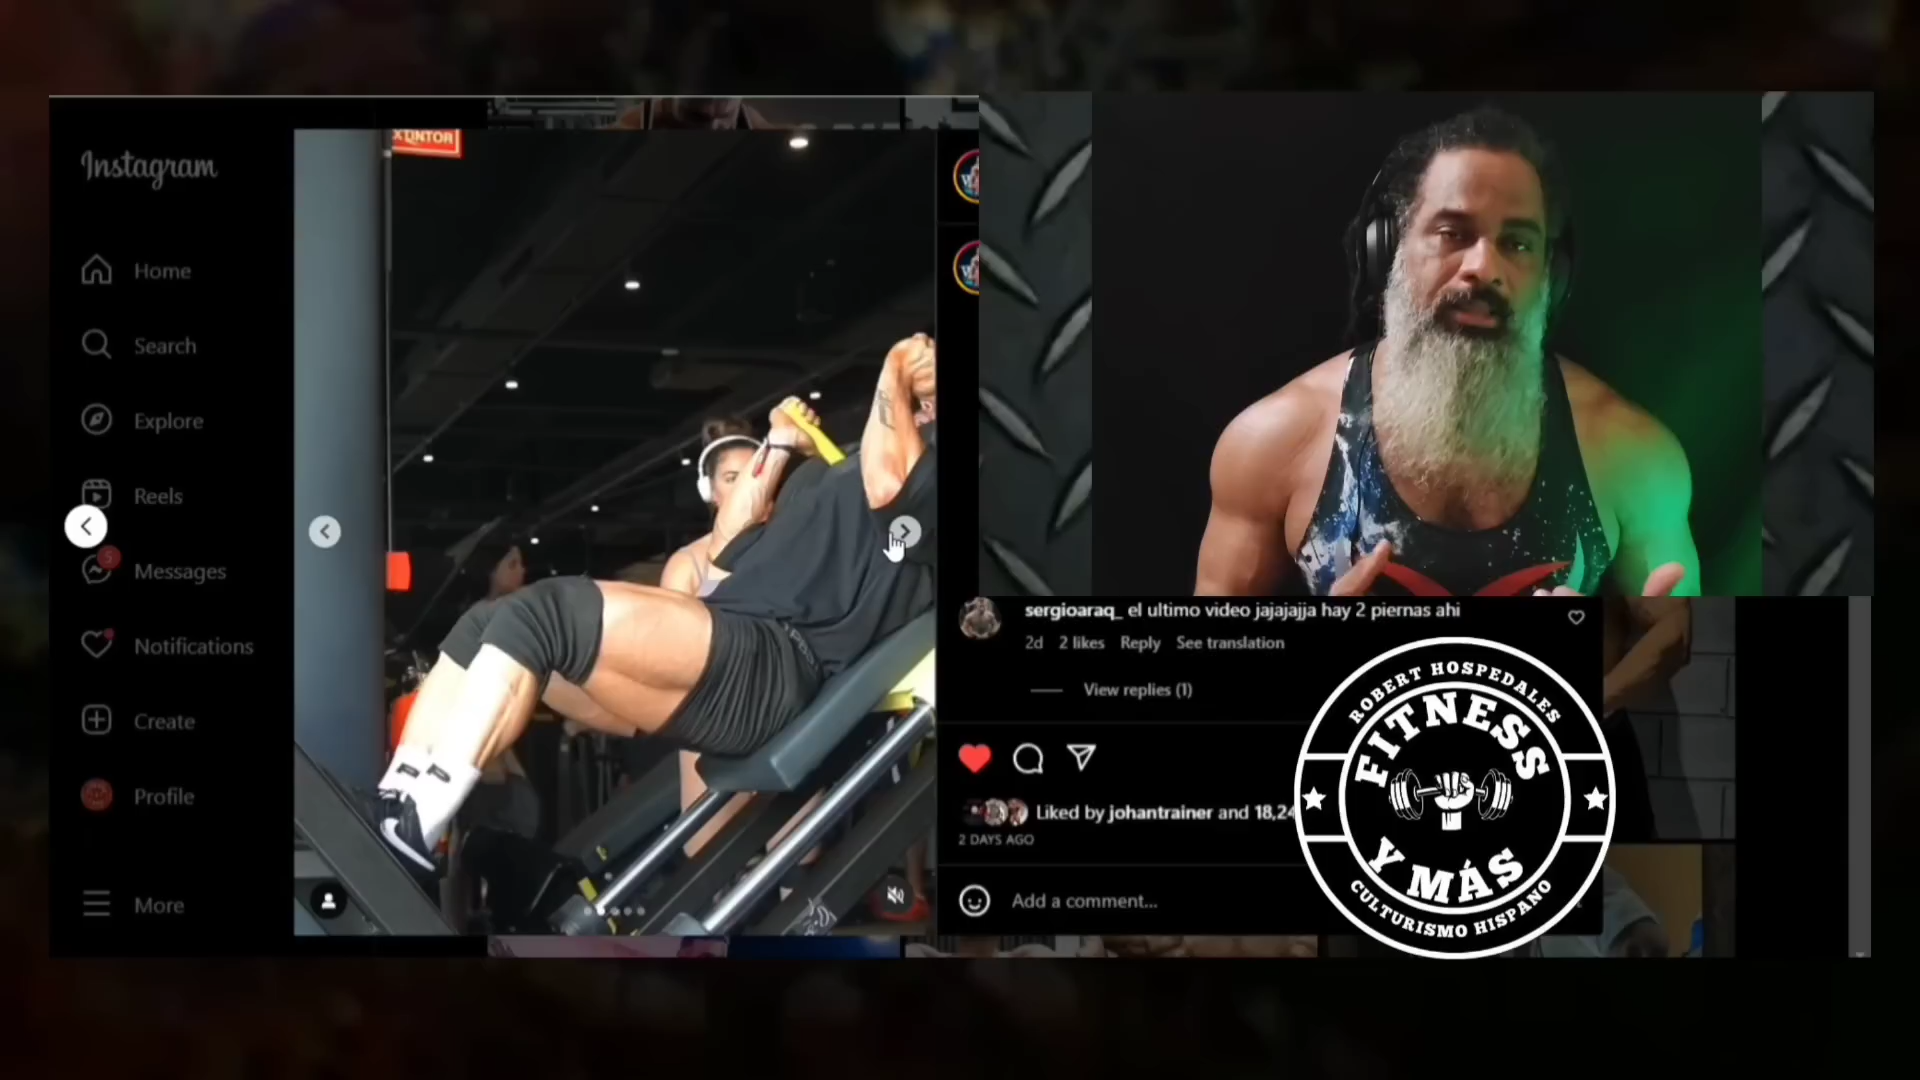 XTINTOR
Instagram
Home
Search
Explore
Reels
5
Messages
Notifications
Create
Profile
More
sergioaraq_ el ultimo video jajajajja hay 2 piernas ahi
2d 2 likes Reply See translation
View replies (1)
Liked by johantrainer and 18,24
2 DAYS AGO
Add a comment...
ROBERT HOSPEDALES
FITNESS
Y MÁS
CULTURISMO HISPANO